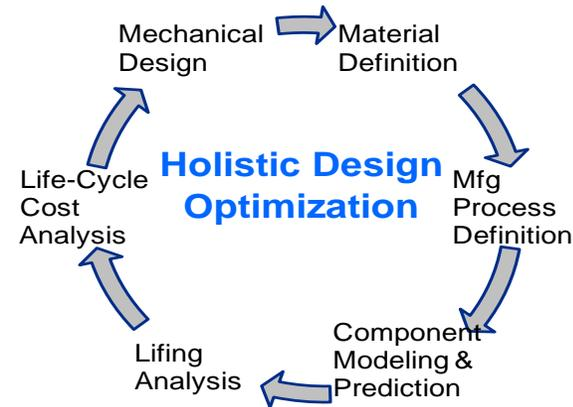 Mechanical
Design
Material
Definition
Holistic Design
Optimization
Mfg
Process
Definition
Component
Modeling &
Prediction
Lifing
Analysis
Life-Cycle
Cost
Analysis